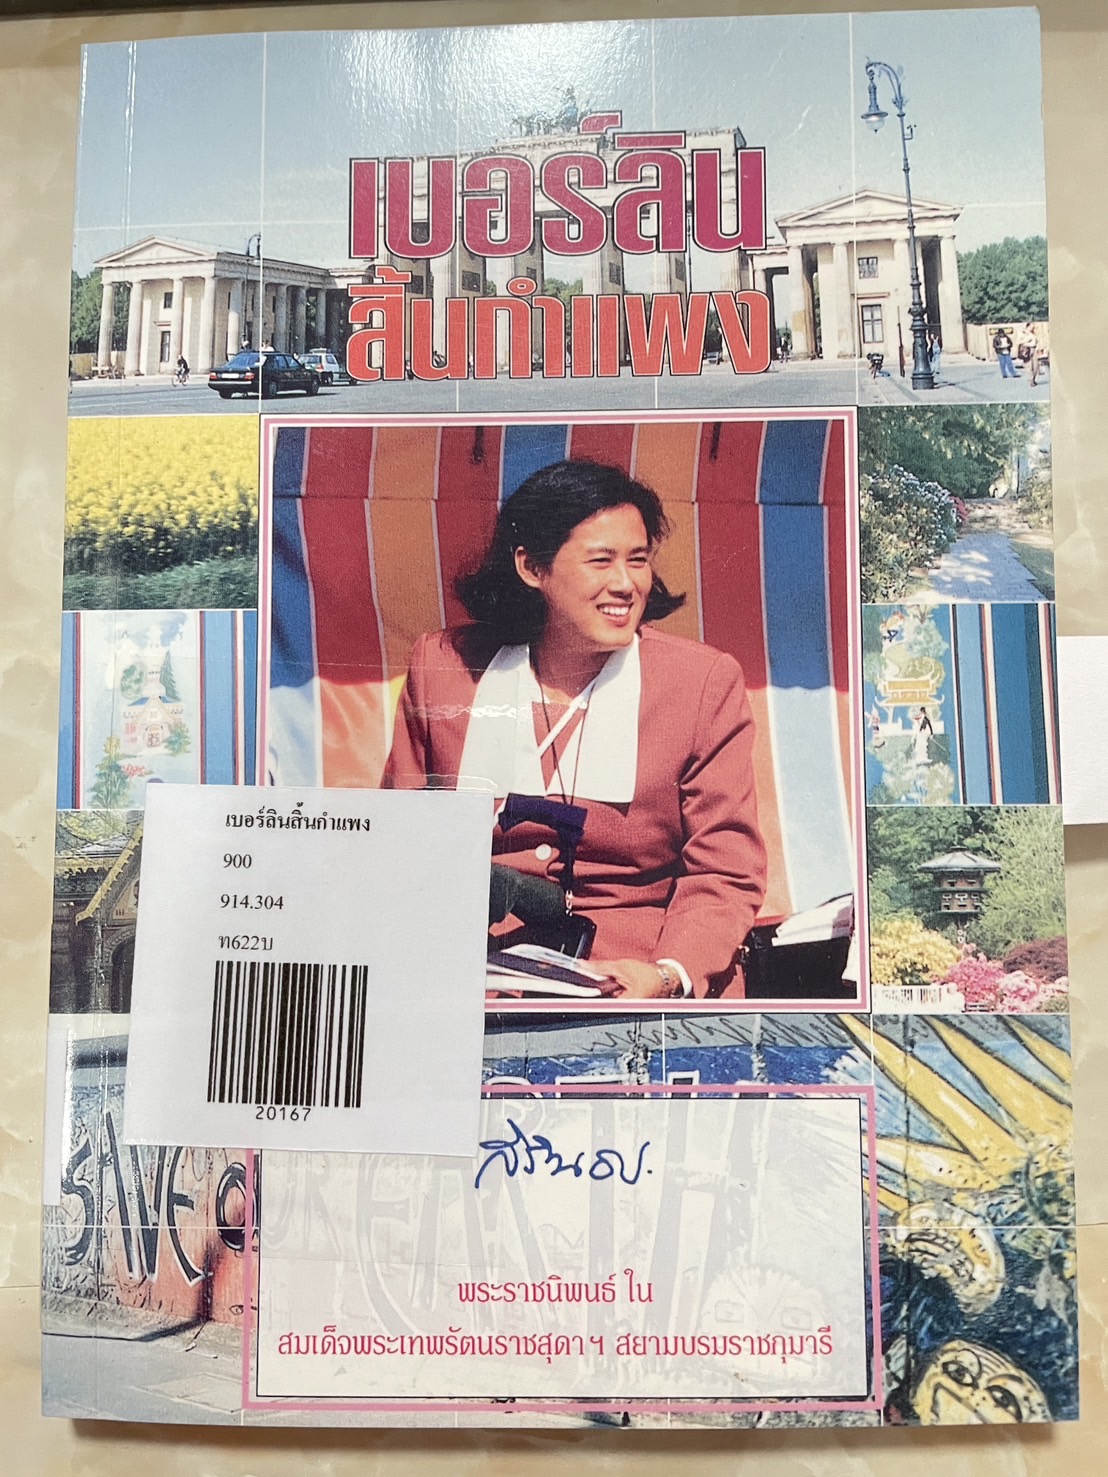 เบอร์ลิน
สิ้นกำแพง
เบอร์ลินสิ้นกำแพง
900
914.304
ท622บ
20167
SAVE O
สิรินธร.
พระราชนิพนธ์ ใน
สมเด็จพระเทพรัตนราชสุดา ฯ สยามบรมราชกุมารี